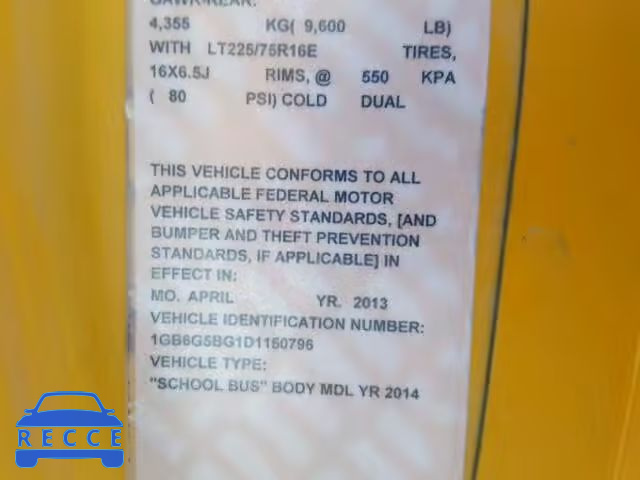 GAWR-REAR:
4,355 KG( 9,600 LB)
WITH LT225/75R16E TIRES,
16X6.5J RIMS, @ 550 KPA
( 80 PSI) COLD DUAL
THIS VEHICLE CONFORMS TO ALL
APPLICABLE FEDERAL MOTOR
VEHICLE SAFETY STANDARDS, [AND
BUMPER AND THEFT PREVENTION
STANDARDS, IF APPLICABLE] IN
EFFECT IN:
MO. APRIL YR. 2013
VEHICLE IDENTIFICATION NUMBER:
1GB6G5BG1D1150796
VEHICLE TYPE:
"SCHOOL BUS" BODY MDL YR 2014
RECCE